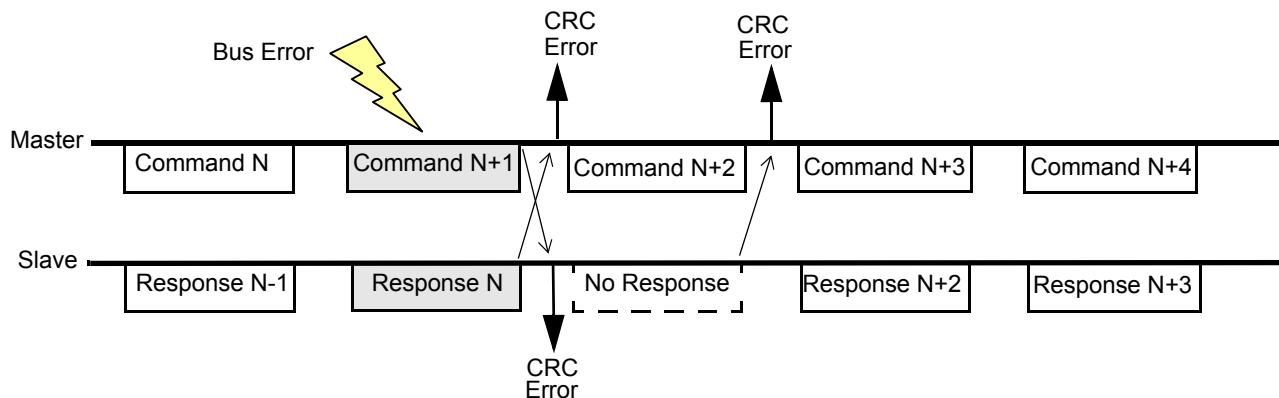 CRC
Error
CRC
Error
Bus Error
Master
Command N
Command N+1
Command N+2
Command N+3
Command N+4
Slave
Response N-1
Response N
No Response
Response N+2
Response N+3
CRC
Error